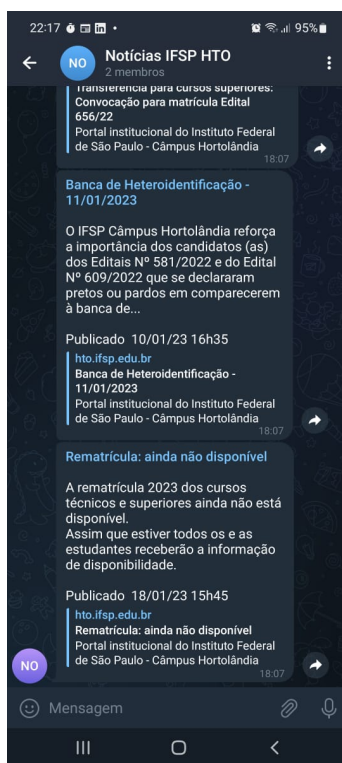 22:17
95%
NO
Notícias IFSP HTO
2 membros
Transferência para cursos superiores:
Convocação para matrícula Edital
656/22
Portal institucional do Instituto Federal
de São Paulo - Câmpus Hortolândia
18:07
Banca de Heteroidentificação -
11/01/2023
O IFSP Câmpus Hortolândia reforça
a importância dos candidatos (as)
dos Editais Nº 581/2022 e do Edital
Nº 609/2022 que se declararam
pretos ou pardos em comparecerem
à banca de...
Publicado 10/01/23 16h35
hto.ifsp.edu.br
Banca de Heteroidentificação -
11/01/2023
Portal institucional do Instituto Federal
de São Paulo - Câmpus Hortolândia
18:07
Rematrícula: ainda não disponível
A rematrícula 2023 dos cursos
técnicos e superiores ainda não está
disponível.
Assim que estiver todos os e as
estudantes receberão a informação
de disponibilidade.
Publicado 18/01/23 15h45
hto.ifsp.edu.br
Rematrícula: ainda não disponível
Portal institucional do Instituto Federal
de São Paulo - Câmpus Hortolândia
18:07
NO
Mensagem